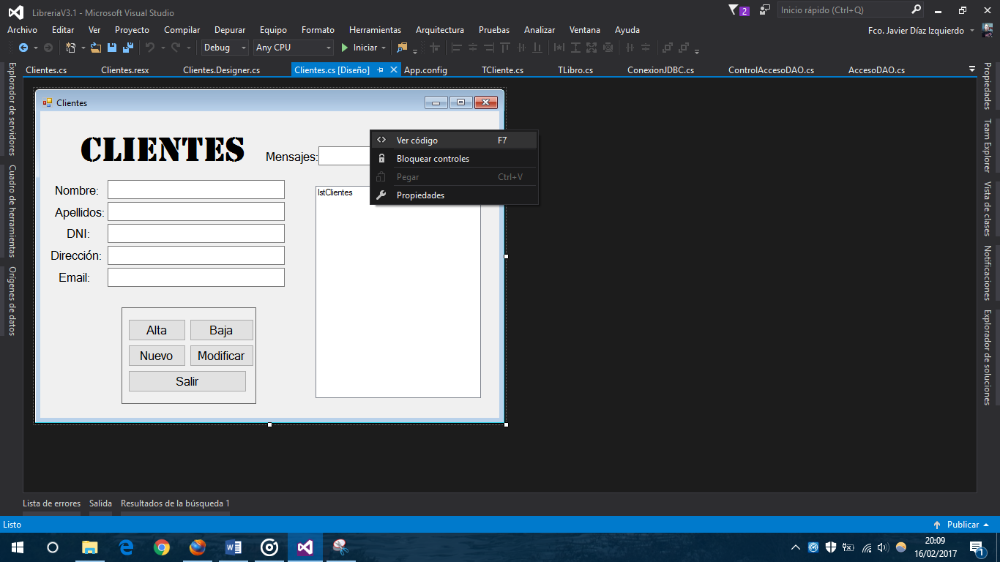 LibreriaV3.1 - Microsoft Visual Studio
2
Inicio rápido (Ctrl+Q)
Archivo Editar Ver Proyecto Compilar Depurar Equipo Formato Herramientas Arquitectura Pruebas Analizar Ventana Ayuda
Fco. Javier Díaz Izquierdo
Debug Any CPU Iniciar
Clientes.cs Clientes.resx Clientes.Designer.cs Clientes.cs [Diseño] App.config TCliente.cs TLibro.cs ConexionJDBC.cs ControlAccesoDAO.cs AccesoDAO.cs
Explorador de servidores
Cuadro de herramientas
Orígenes de datos
Clientes
CLIENTES
Mensajes:
Nombre:
Apellidos:
DNI:
Dirección:
Email:
lstClientes
Ver código F7
Bloquear controles
Pegar Ctrl+V
Propiedades
Alta Baja
Nuevo Modificar
Salir
Propiedades
Team Explorer
Vista de clases
Notificaciones
Explorador de soluciones
Lista de errores Salida Resultados de la búsqueda 1
Listo
Publicar
20:09
16/02/2017
1